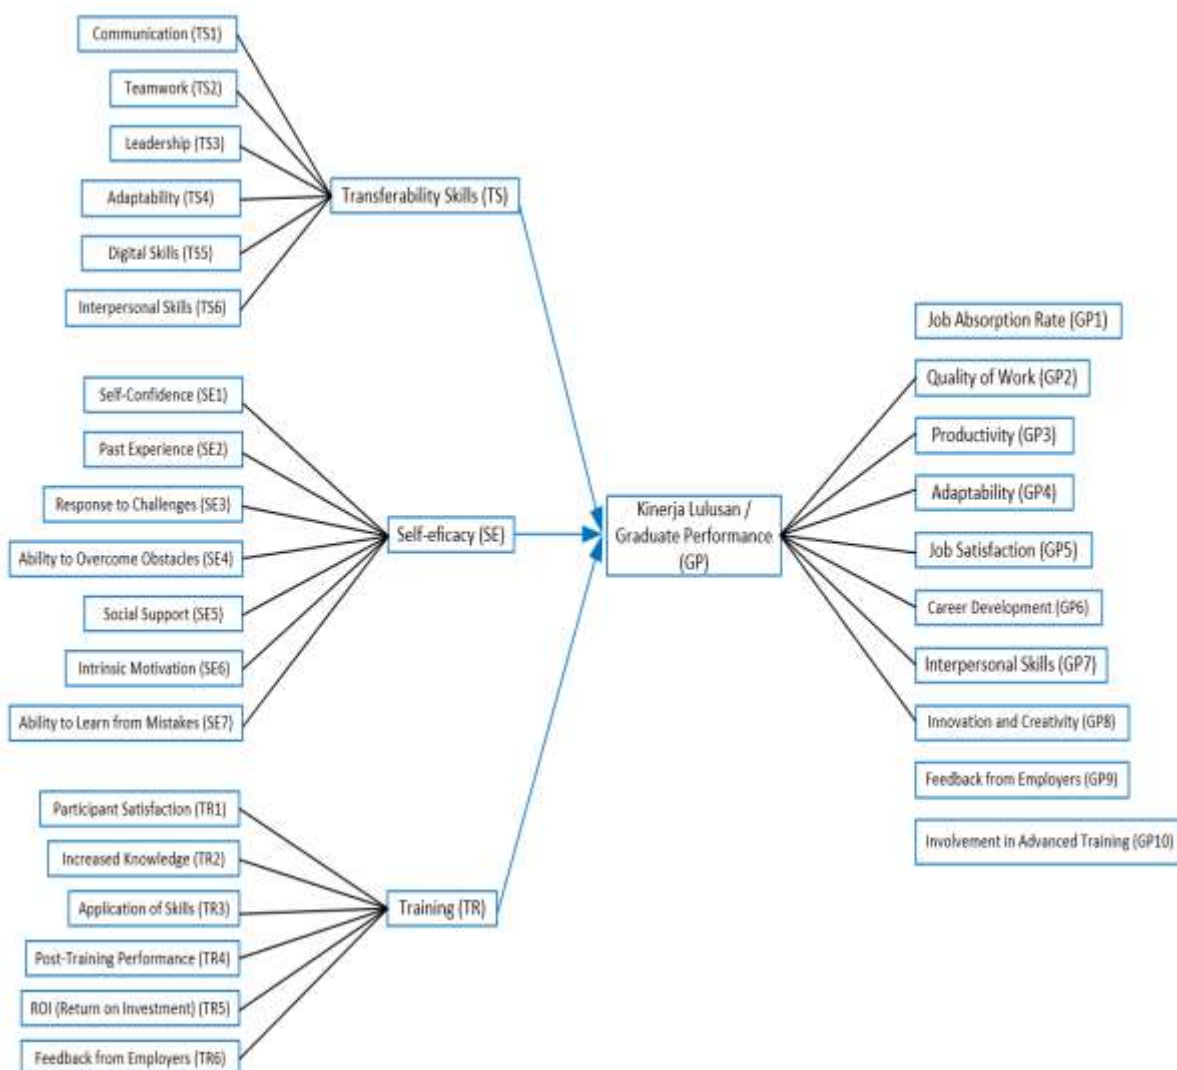 Communication (TS1)
Teamwork (TS2)
Leadership (TS3)
Adaptability (TS4)
Digital Skills (TS5)
Interpersonal Skills (TS6)
Transferability Skills (TS)
Self-Confidence (SE1)
Past Experience (SE2)
Response to Challenges (SE3)
Ability to Overcome Obstacles (SE4)
Social Support (SE5)
Intrinsic Motivation (SE6)
Ability to Learn from Mistakes (SE7)
Self-eficacy (SE)
Participant Satisfaction (TR1)
Increased Knowledge (TR2)
Application of Skills (TR3)
Post-Training Performance (TR4)
ROI (Return on Investment) (TR5)
Feedback from Employers (TR6)
Training (TR)
Kinerja Lulusan /
Graduate Performance
(GP)
Job Absorption Rate (GP1)
Quality of Work (GP2)
Productivity (GP3)
Adaptability (GP4)
Job Satisfaction (GP5)
Career Development (GP6)
Interpersonal Skills (GP7)
Innovation and Creativity (GP8)
Feedback from Employers (GP9)
Involvement in Advanced Training (GP10)